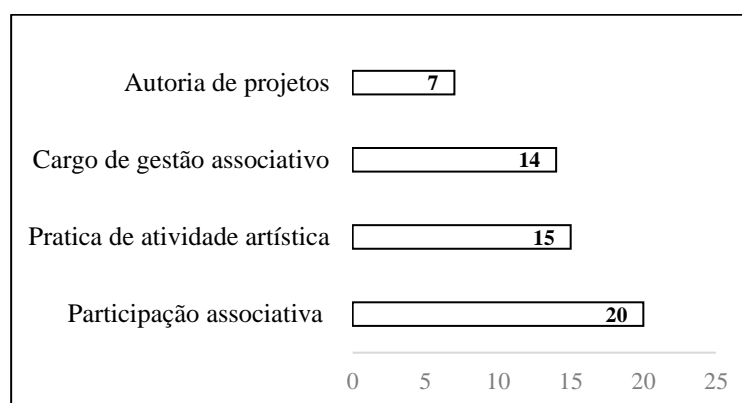 Autoria de projetos 7
Cargo de gestão associativo 14
Pratica de atividade artística 15
Participação associativa 20
0 5 10 15 20 25